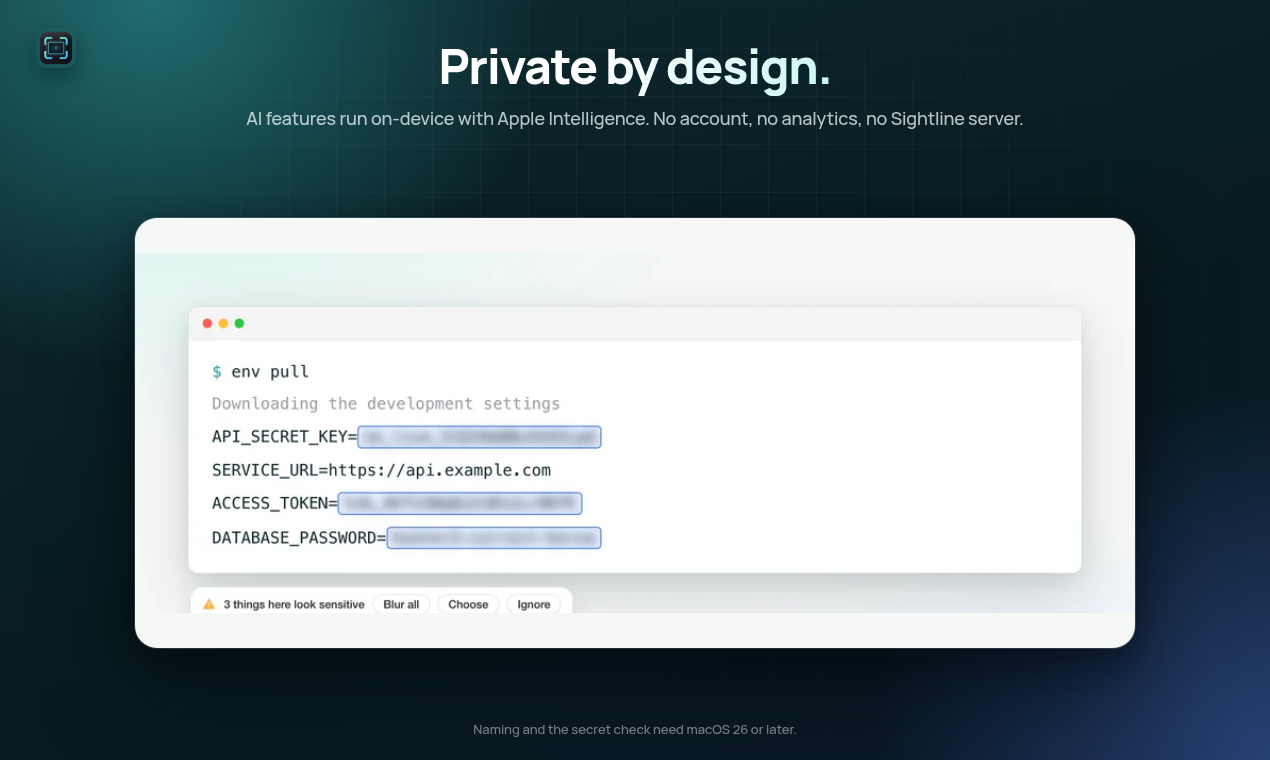 Private by design.
AI features run on-device with Apple Intelligence. No account, no analytics, no Sightline server.
$ env pull
Downloading the development settings
API_SECRET_KEY=
SERVICE_URL=https://api.example.com
ACCESS_TOKEN=
DATABASE_PASSWORD=
3 things here look sensitive Blur all Choose Ignore
Naming and the secret check need macOS 26 or later.